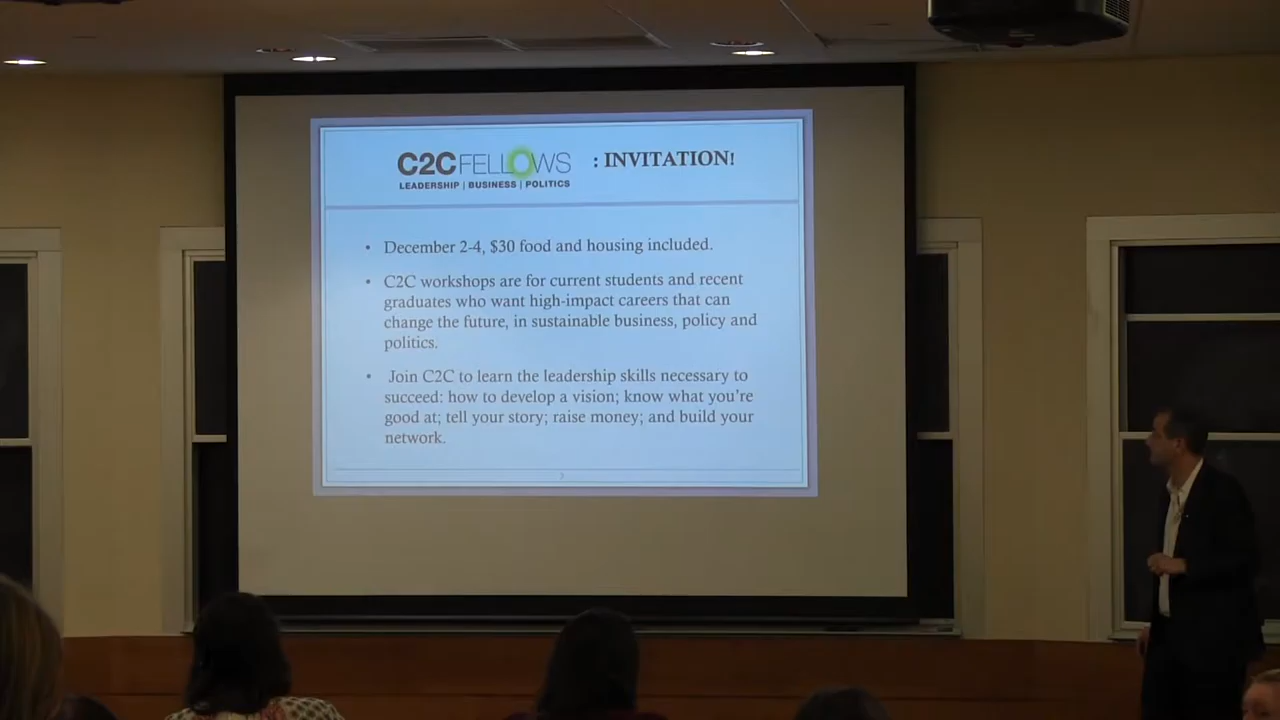 C2C FELLOWS : INVITATION!
LEADERSHIP | BUSINESS | POLITICS
• December 2-4, $30 food and housing included.
• C2C workshops are for current students and recent
graduates who want high-impact careers that can
change the future, in sustainable business, policy and
politics.
• Join C2C to learn the leadership skills necessary to
succeed: how to develop a vision; know what you're
good at; tell your story; raise money; and build your
network.